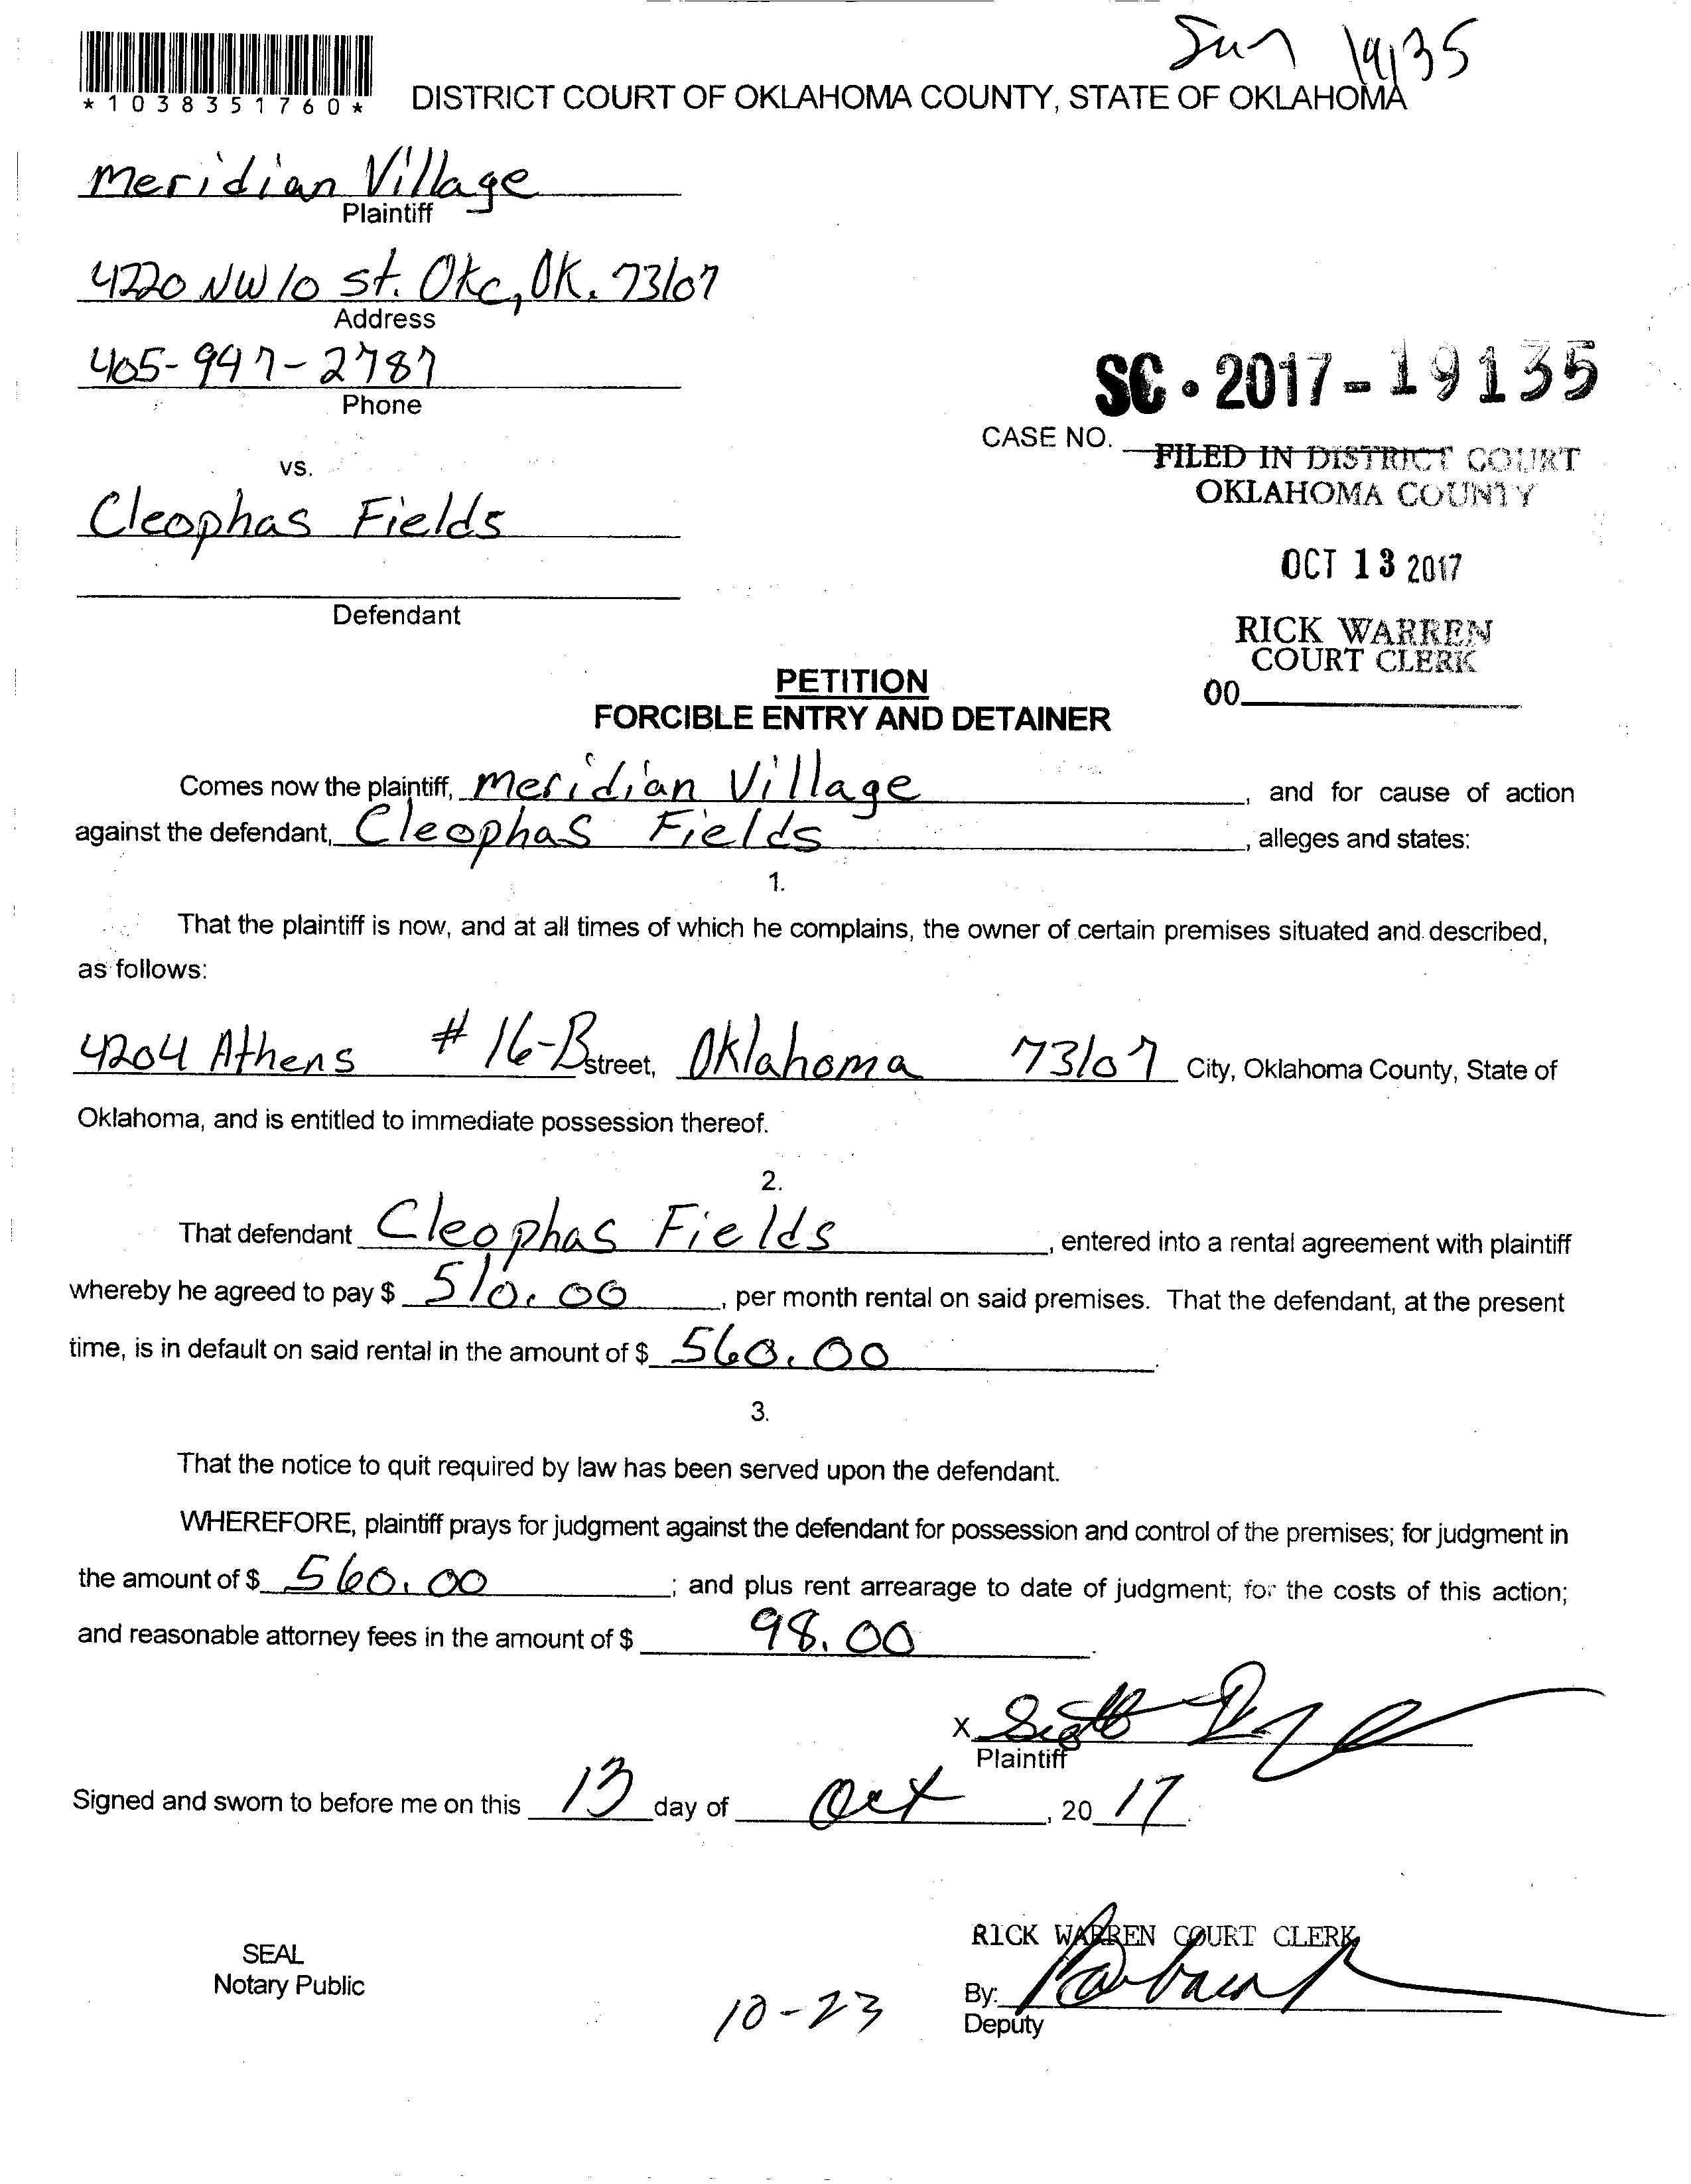 19135
*1038351760*
DISTRICT COURT OF OKLAHOMA COUNTY, STATE OF OKLAHOMA
Meridian Village
Plaintiff
4220 NW 10 St. Okc, OK. 73107
Address
405-947-2787
Phone
SC-2017-19135
CASE NO.
FILED IN DISTRICT COURT
OKLAHOMA COUNTY
vs.
Cleophas Fields
OCT 13 2017
Defendant
RICK WARREN
COURT CLERK
00
PETITION
FORCIBLE ENTRY AND DETAINER
Comes now the plaintiff, Meridian Village, and for cause of action
against the defendant, Cleophas Fields, alleges and states:
1.
That the plaintiff is now, and at all times of which he complains, the owner of certain premises situated and described,
as follows:
4204 Athens #16-B street, Oklahoma 73107 City, Oklahoma County, State of
Oklahoma, and is entitled to immediate possession thereof.
2.
That defendant Cleophas Fields, entered into a rental agreement with plaintiff
whereby he agreed to pay $ 510.00, per month rental on said premises. That the defendant, at the present
time, is in default on said rental in the amount of $ 560.00.
3.
That the notice to quit required by law has been served upon the defendant.
WHEREFORE, plaintiff prays for judgment against the defendant for possession and control of the premises; for judgment in
the amount of $ 560.00; and plus rent arrearage to date of judgment; for the costs of this action;
and reasonable attorney fees in the amount of $ 98.00.
X
Plaintiff
Signed and sworn to before me on this 13 day of Oct, 20 17.
RICK WARREN COURT CLERK
SEAL
Notary Public
By:
Deputy
10-23